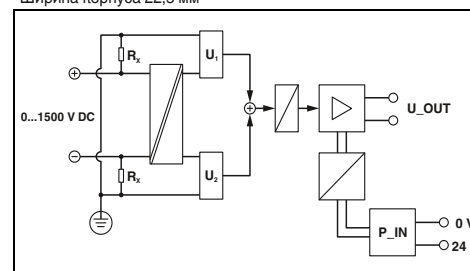 Ширина корпуса 22,5 мм
Rx
U1
0...1500 V DC
U_OUT
Rx
U2
P_IN
0 V
24